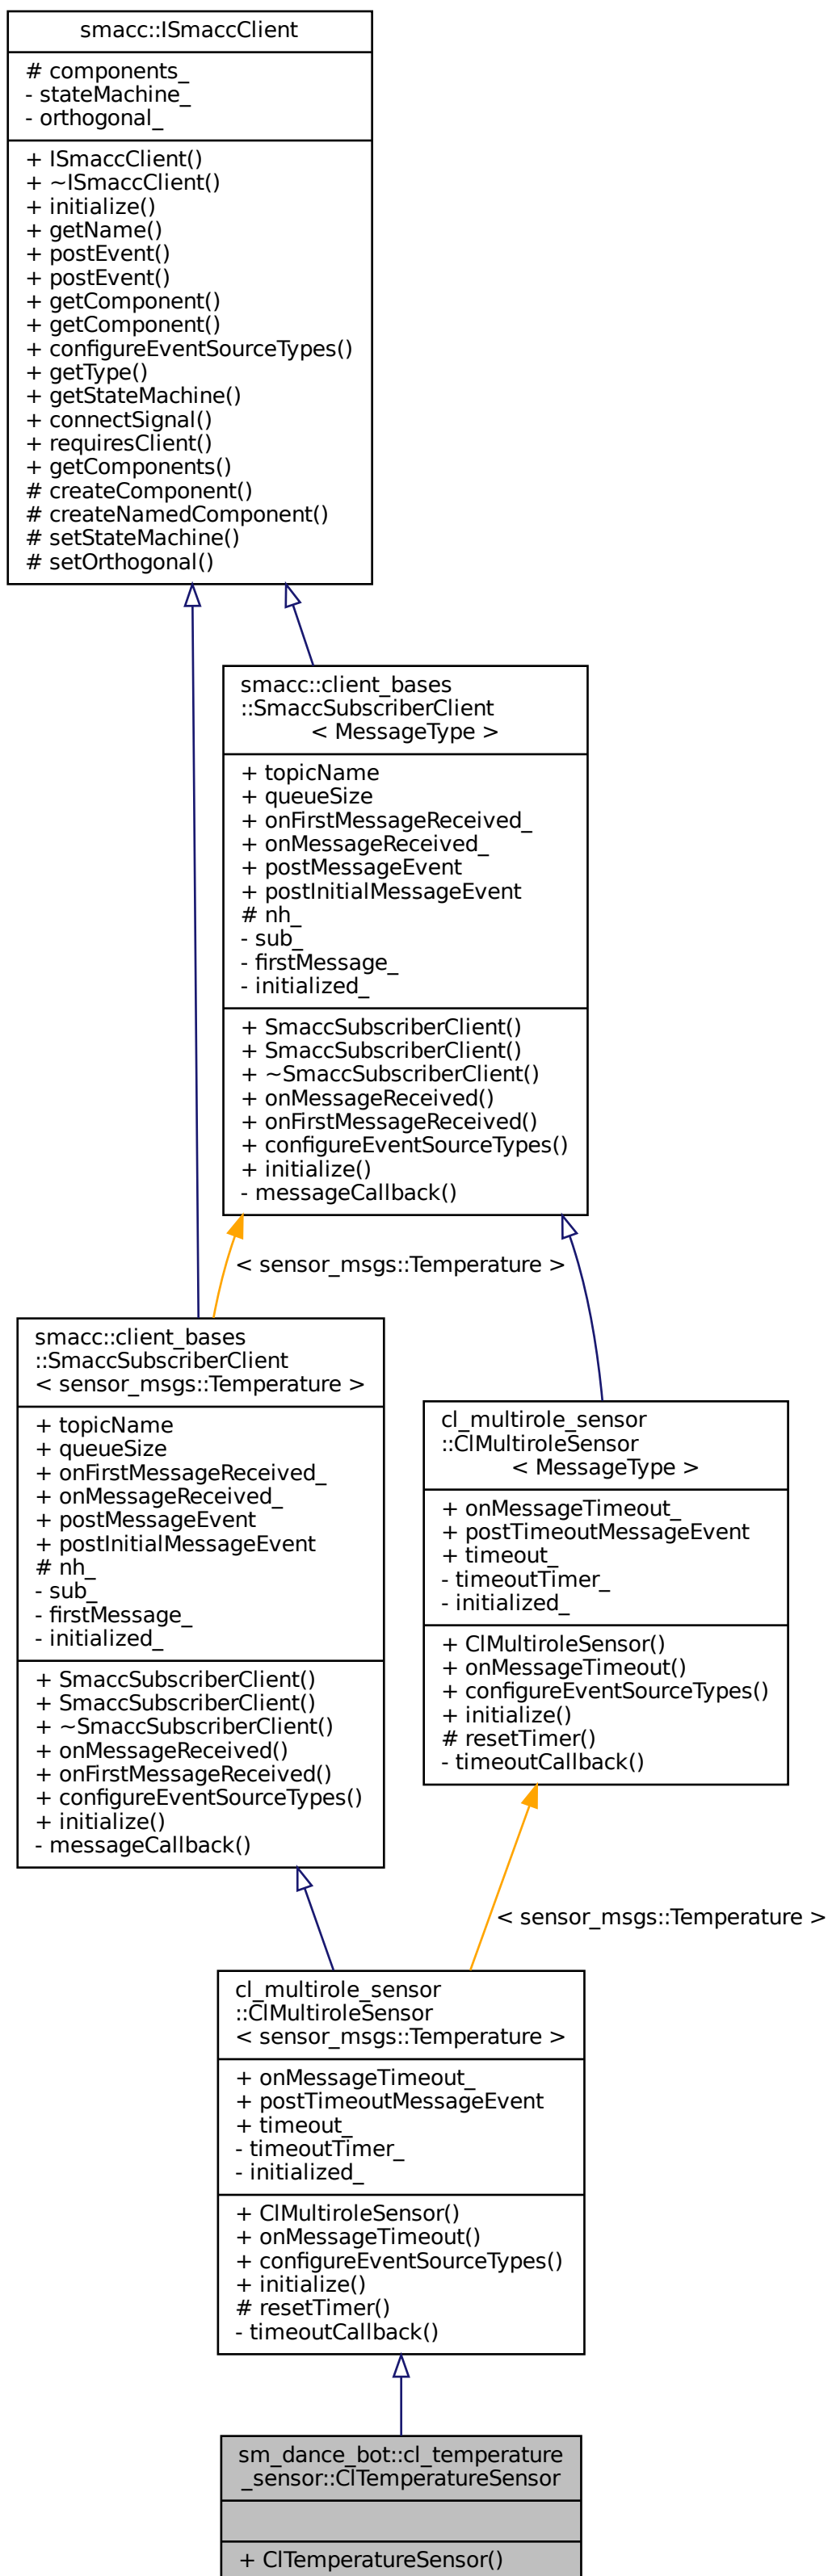 smacc::ISmaccClient
# components_
- stateMachine_
- orthogonal_
+ ISmaccClient()
+ ~ISmaccClient()
+ initialize()
+ getName()
+ postEvent()
+ postEvent()
+ getComponent()
+ getComponent()
+ configureEventSourceTypes()
+ getType()
+ getStateMachine()
+ connectSignal()
+ requiresClient()
+ getComponents()
# createComponent()
# createNamedComponent()
# setStateMachine()
# setOrthogonal()
smacc::client_bases
::SmaccSubscriberClient
< MessageType >
+ topicName
+ queueSize
+ onFirstMessageReceived_
+ onMessageReceived_
+ postMessageEvent
+ postInitialMessageEvent
# nh_
- sub_
- firstMessage_
- initialized_
+ SmaccSubscriberClient()
+ SmaccSubscriberClient()
+ ~SmaccSubscriberClient()
+ onMessageReceived()
+ onFirstMessageReceived()
+ configureEventSourceTypes()
+ initialize()
- messageCallback()
< sensor_msgs::Temperature >
smacc::client_bases
::SmaccSubscriberClient
< sensor_msgs::Temperature >
+ topicName
+ queueSize
+ onFirstMessageReceived_
+ onMessageReceived_
+ postMessageEvent
+ postInitialMessageEvent
# nh_
- sub_
- firstMessage_
- initialized_
+ SmaccSubscriberClient()
+ SmaccSubscriberClient()
+ ~SmaccSubscriberClient()
+ onMessageReceived()
+ onFirstMessageReceived()
+ configureEventSourceTypes()
+ initialize()
- messageCallback()
cl_multirole_sensor
::ClMultiroleSensor
< MessageType >
+ onMessageTimeout_
+ postTimeoutMessageEvent
+ timeout_
- timeoutTimer_
- initialized_
+ ClMultiroleSensor()
+ onMessageTimeout()
+ configureEventSourceTypes()
+ initialize()
# resetTimer()
- timeoutCallback()
< sensor_msgs::Temperature >
cl_multirole_sensor
::ClMultiroleSensor
< sensor_msgs::Temperature >
+ onMessageTimeout_
+ postTimeoutMessageEvent
+ timeout_
- timeoutTimer_
- initialized_
+ ClMultiroleSensor()
+ onMessageTimeout()
+ configureEventSourceTypes()
+ initialize()
# resetTimer()
- timeoutCallback()
sm_dance_bot::cl_temperature
_sensor::ClTemperatureSensor
+ ClTemperatureSensor()